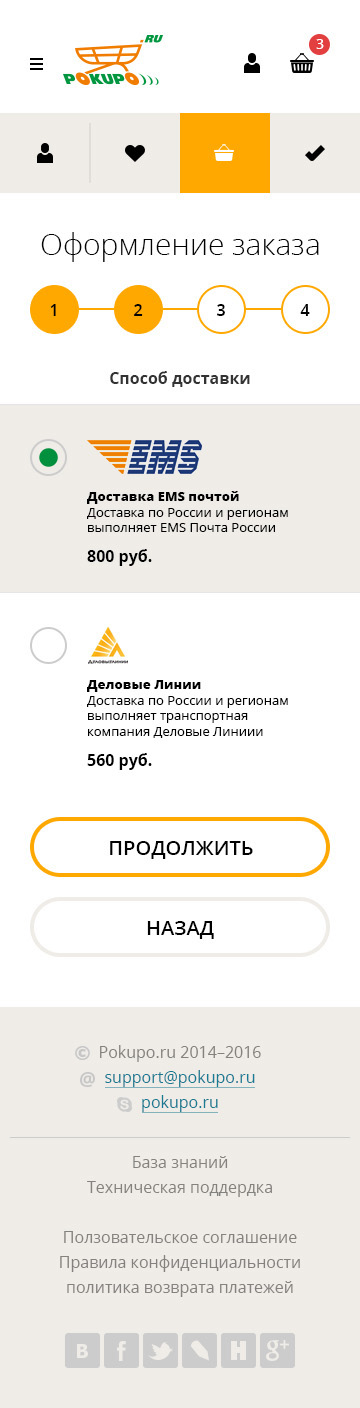 .RU
POKUPO
3
Оформление заказа
1 2 3 4
Способ доставки
EMS
Доставка EMS почтой
Доставка по России и регионам
выполняет EMS Почта России
800 руб.
ДЕЛОВЫЕ ЛИНИИ
Деловые Линии
Доставка по России и регионам
выполняет транспортная
компания Деловые Линиии
560 руб.
ПРОДОЛЖИТЬ
НАЗАД
© Pokupo.ru 2014–2016
@ support@pokupo.ru
pokupo.ru
База знаний
Техническая поддердка
Ползовательское соглашение
Правила конфиденциальности
политика возврата платежей
В f H g+